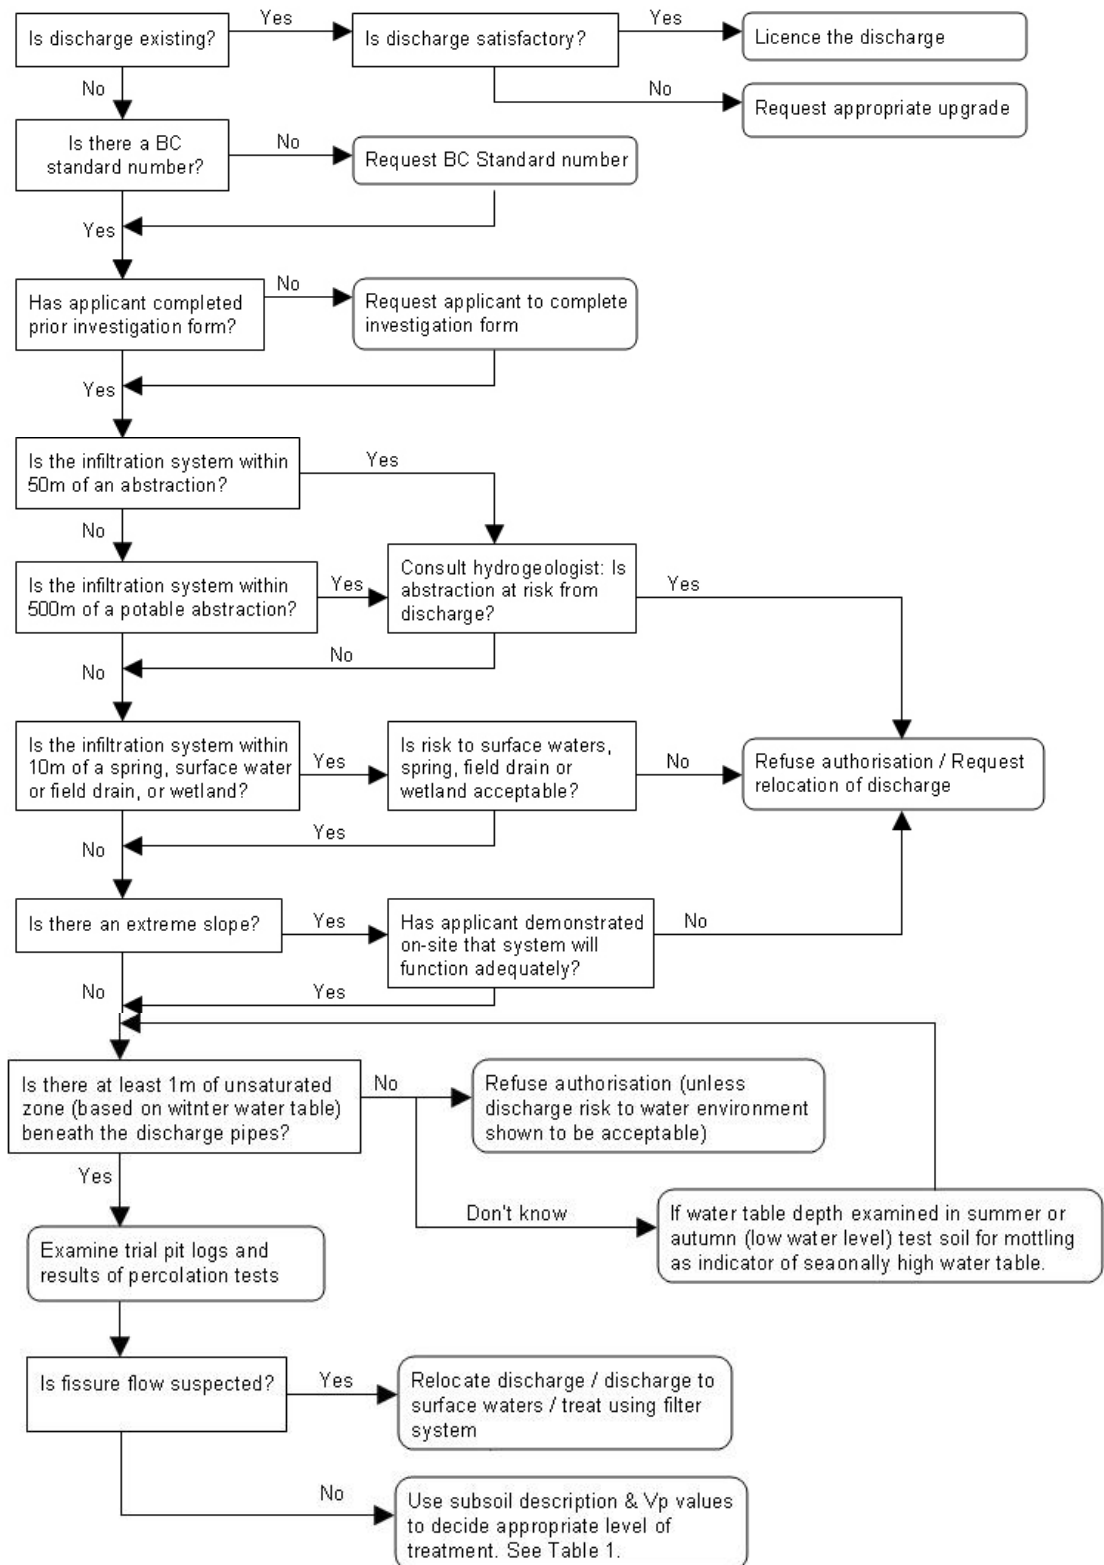 Is discharge existing?
Yes
Is discharge satisfactory?
Yes
Licence the discharge
No
No
Request appropriate upgrade
Is there a BC
standard number?
No
Request BC Standard number
Yes
Has applicant completed
prior investigation form?
No
Request applicant to complete
investigation form
Yes
Is the infiltration system within
50m of an abstraction?
Yes
No
Is the infiltration system within
500m of a potable abstraction?
Yes
Consult hydrogeologist: Is
abstraction at risk from
discharge?
Yes
No
No
Is the infiltration system within
10m of a spring, surface water
or field drain, or wetland?
Yes
Is risk to surface waters,
spring, field drain or
wetland acceptable?
No
Refuse authorisation / Request
relocation of discharge
Yes
No
Is there an extreme slope?
Yes
Has applicant demonstrated
on-site that system will
function adequately?
No
Yes
No
Is there at least 1m of unsaturated
zone (based on witnter water table)
beneath the discharge pipes?
No
Refuse authorisation (unless
discharge risk to water environment
shown to be acceptable)
Yes
Don't know
If water table depth examined in summer or
autumn (low water level) test soil for mottling
as indicator of seaonally high water table.
Examine trial pit logs and
results of percolation tests
Is fissure flow suspected?
Yes
Relocate discharge / discharge to
surface waters / treat using filter
system
No
Use subsoil description & Vp values
to decide appropriate level of
treatment. See Table 1.